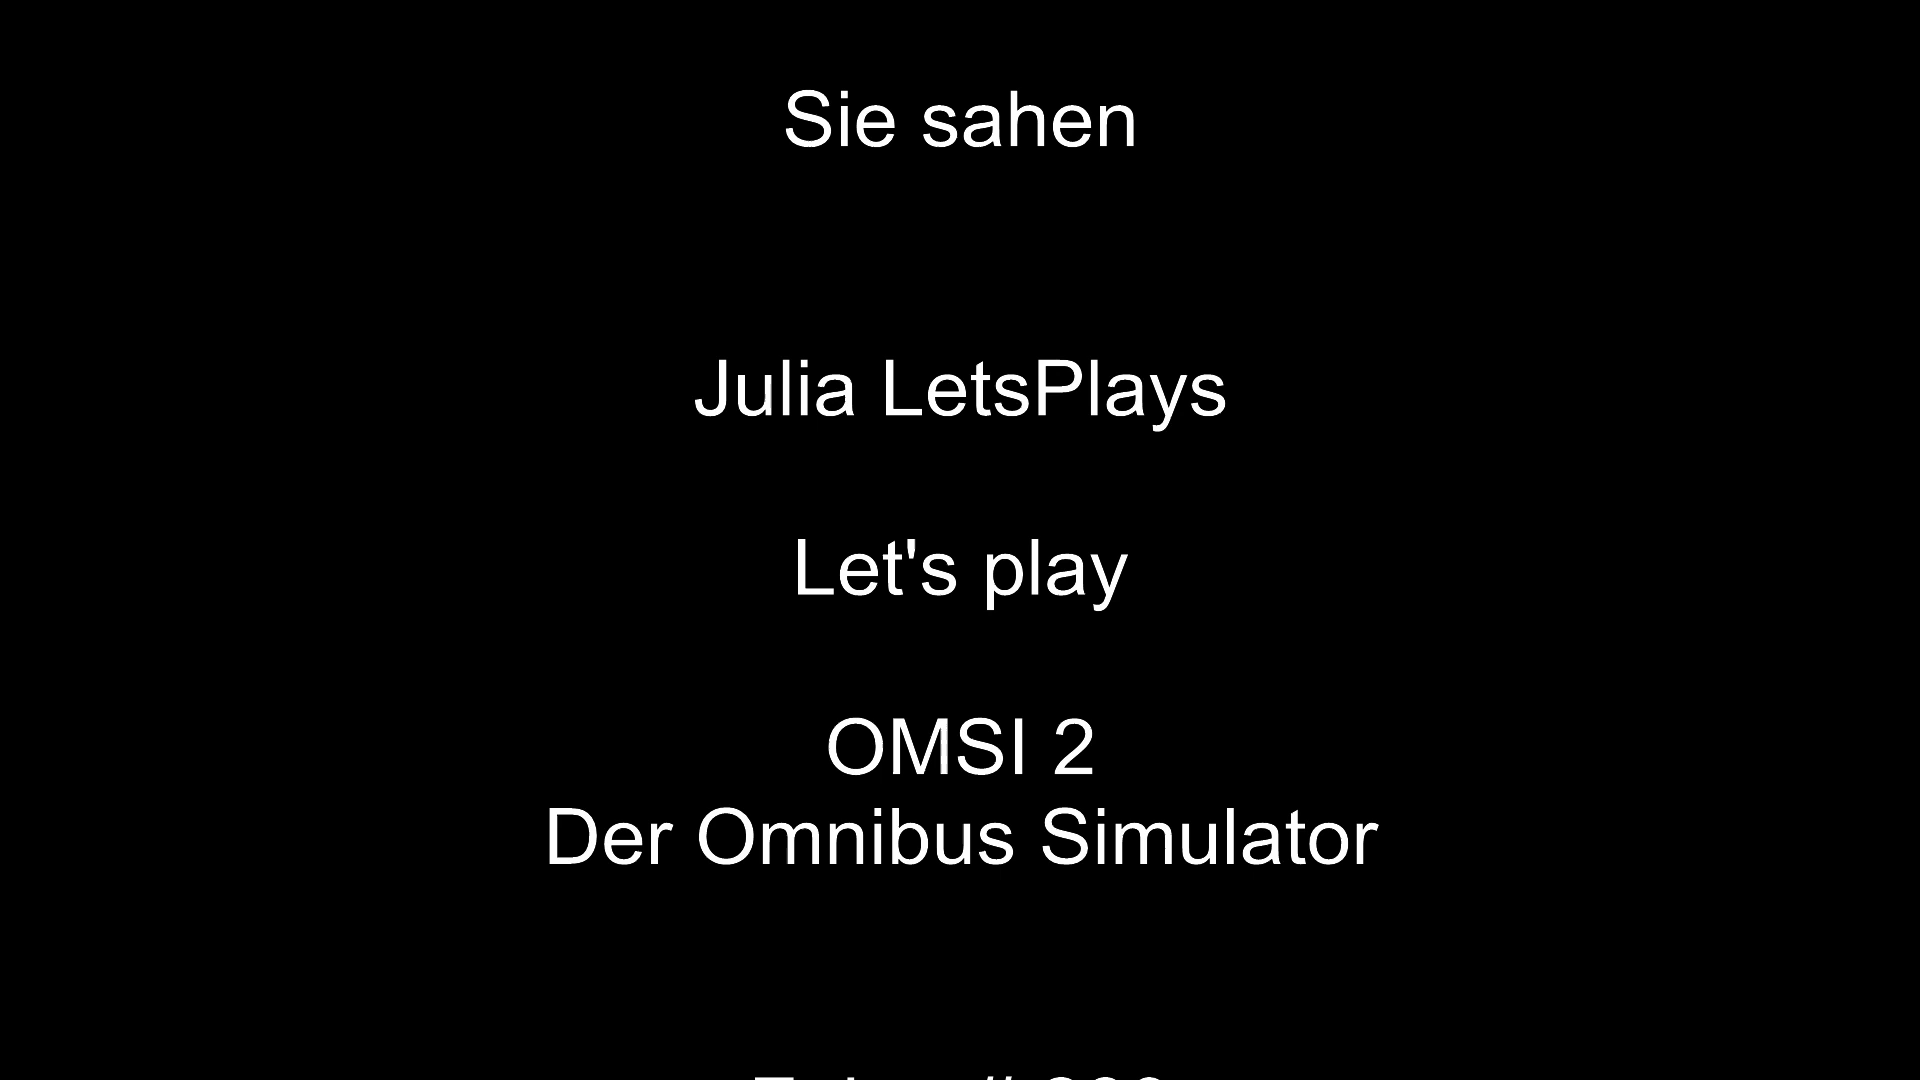 Sie sahen
Julia LetsPlays
Let's play
OMSI 2
Der Omnibus Simulator